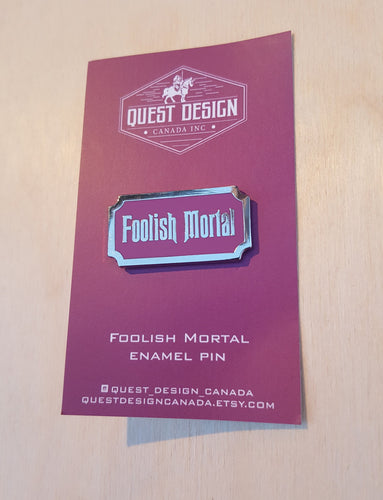 QUEST DESIGN
• CANADA INC •
Foolish Mortal
Foolish Mortal
enamel pin
quest_design_canada
questdesigncanada.etsy.com